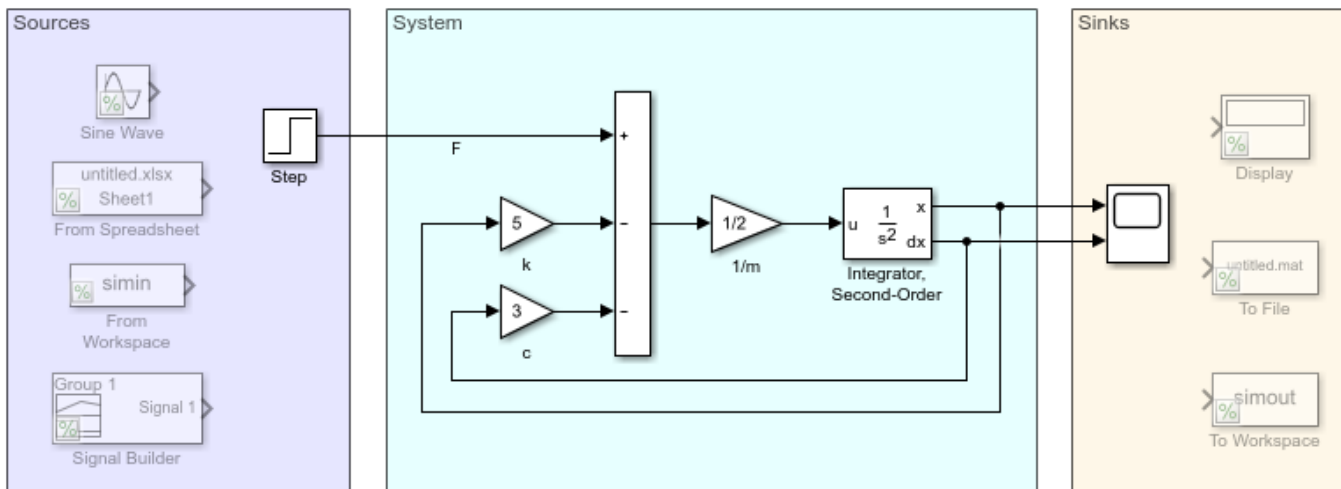 Sources
%
Sine Wave
untitled.xlsx
% Sheet1
From Spreadsheet
simin
%
From
Workspace
Group 1
Signal 1
%
Signal Builder
Step
System
F
+
5
−
k
3
−
c
1/2
1/m
u
1
s2
x
dx
Integrator,
Second-Order
Sinks
%
Display
untitled.mat
%
To File
simout
%
To Workspace